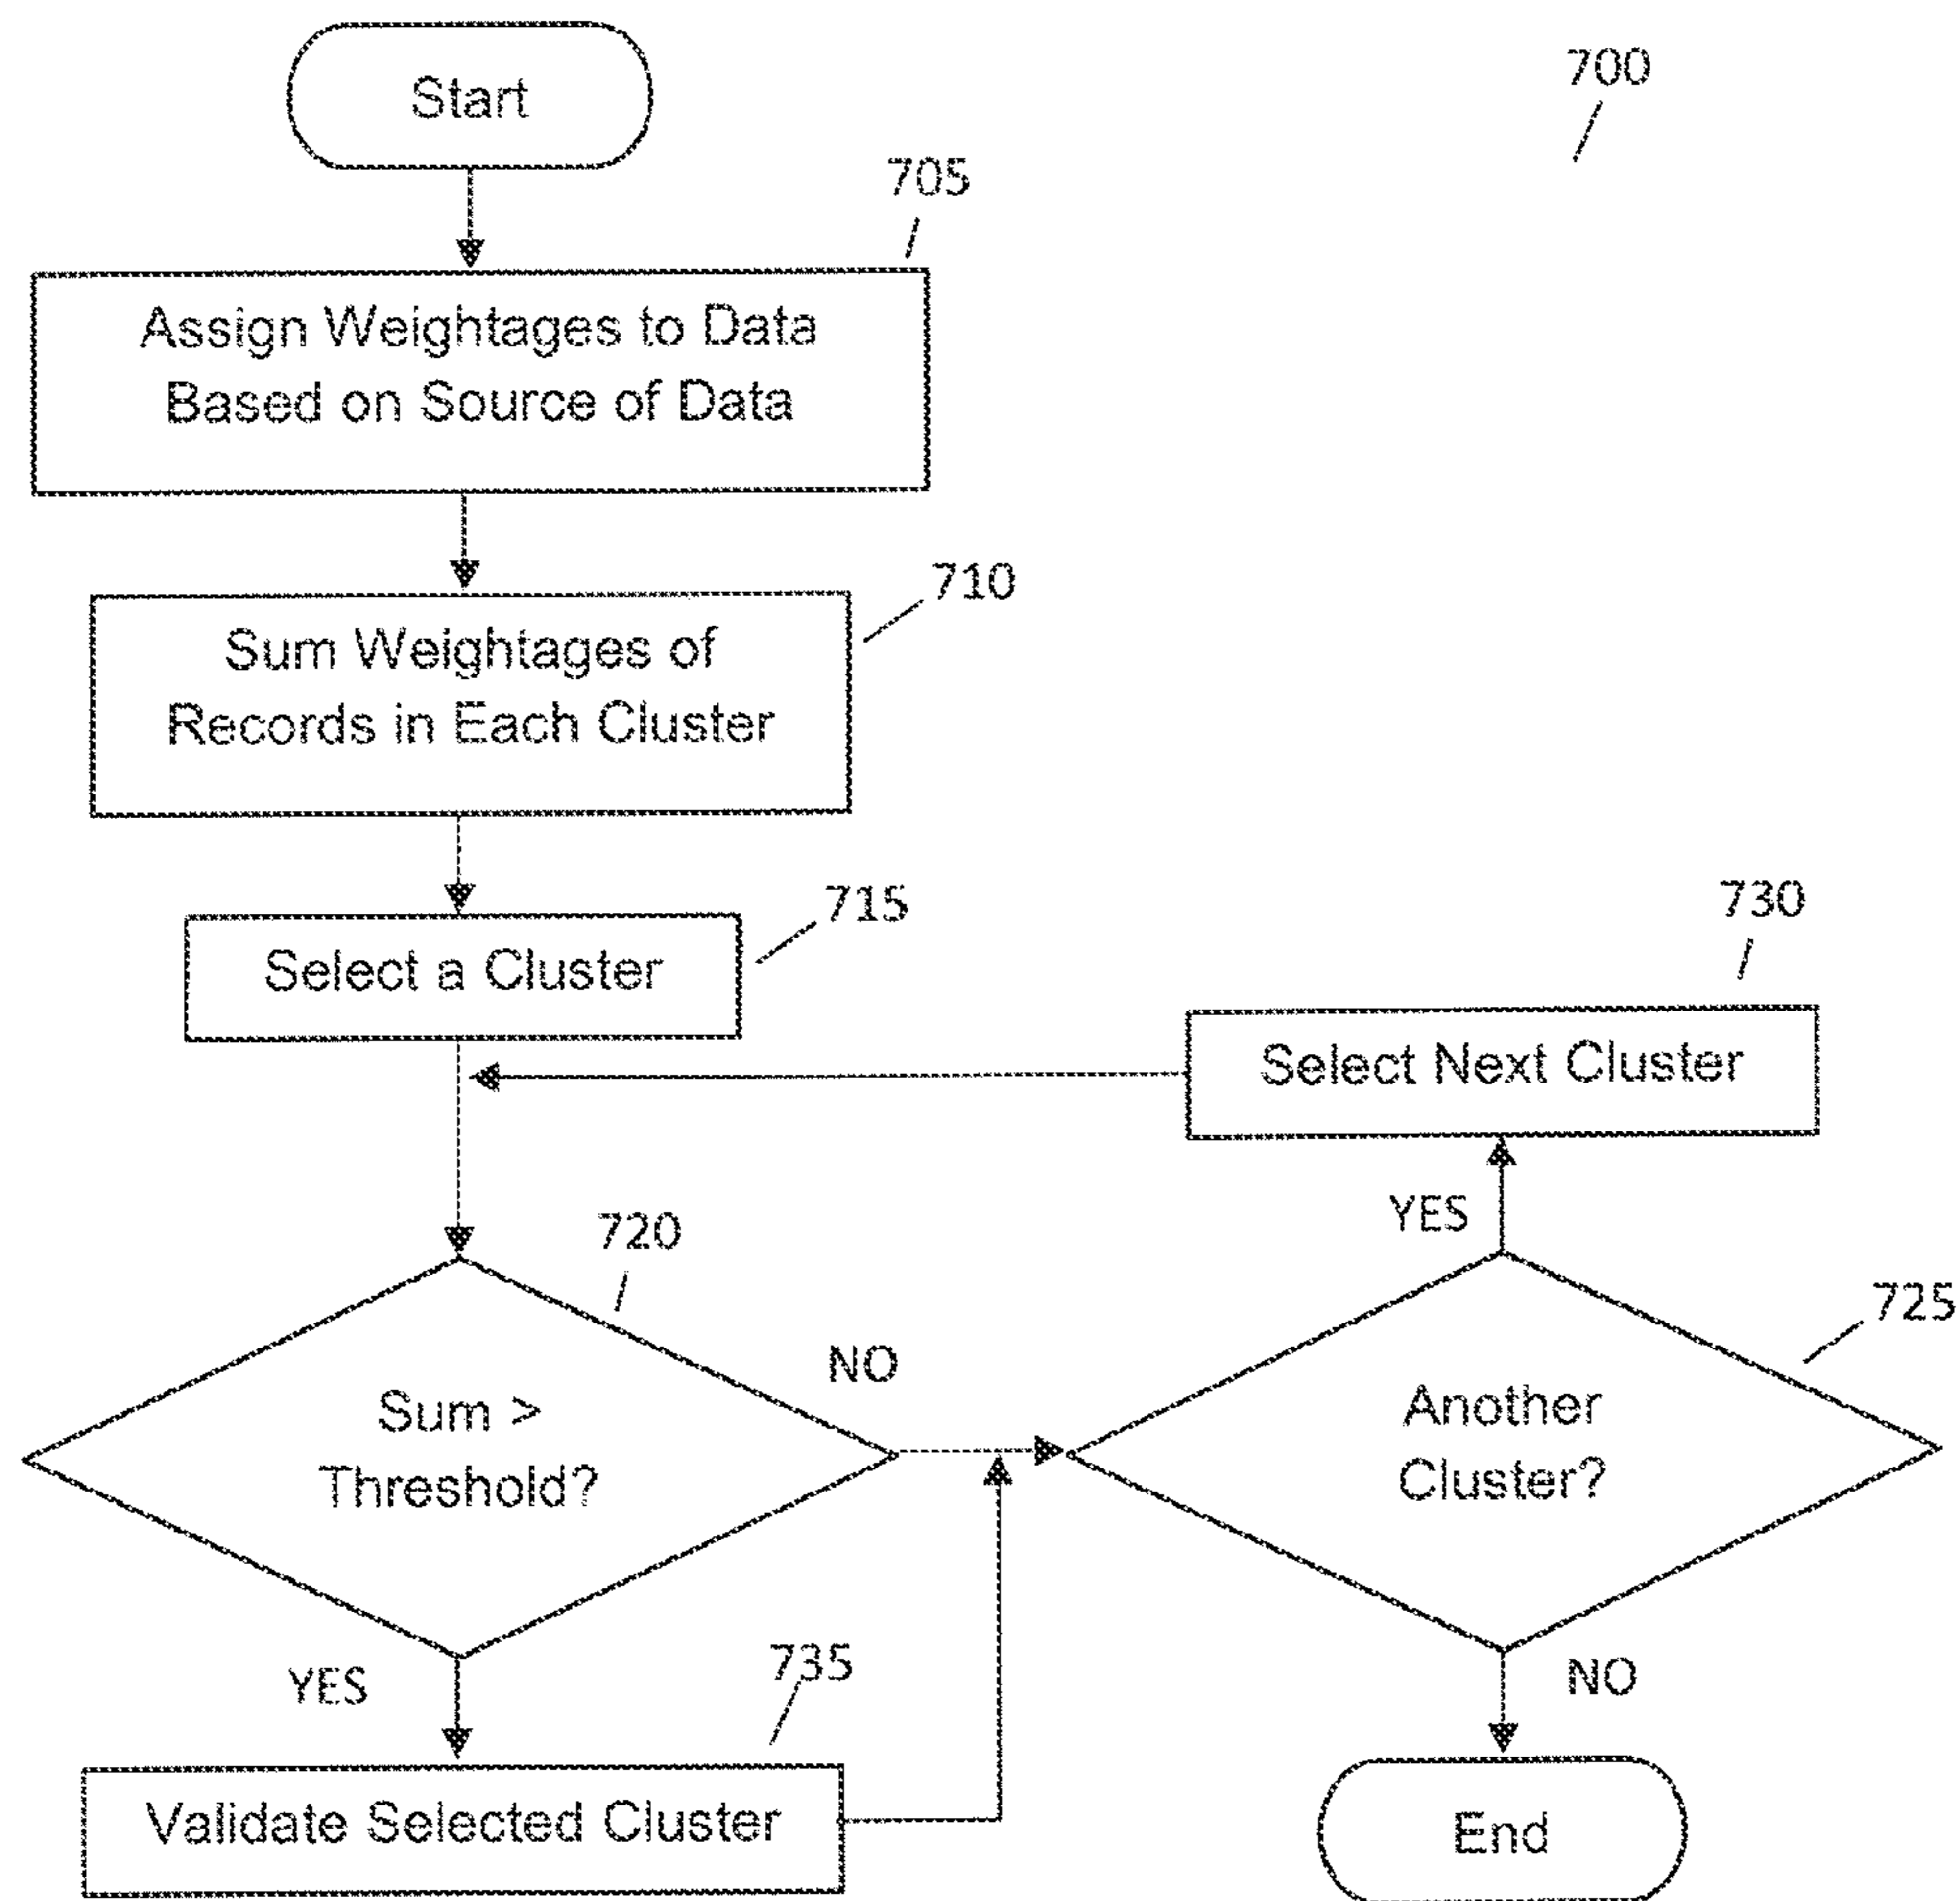 Start
700
705
Assign Weightages to Data
Based on Source of Data
710
Sum Weightages of
Records in Each Cluster
715
Select a Cluster
730
Select Next Cluster
YES
720
725
NO
Sum >
Threshold?
Another
Cluster?
YES
735
NO
Validate Selected Cluster
End